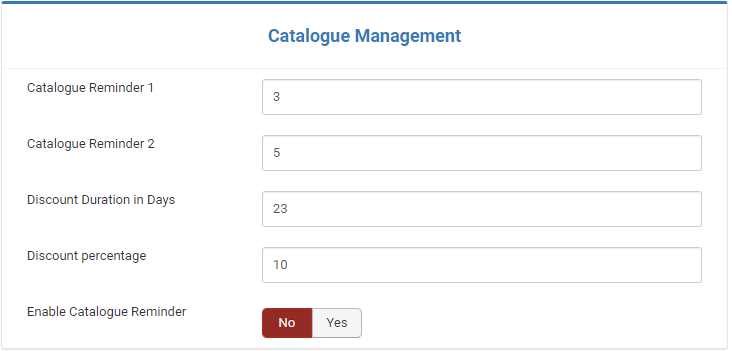 Catalogue Management
Catalogue Reminder 1
3
Catalogue Reminder 2
5
Discount Duration in Days
23
Discount percentage
10
Enable Catalogue Reminder
No Yes